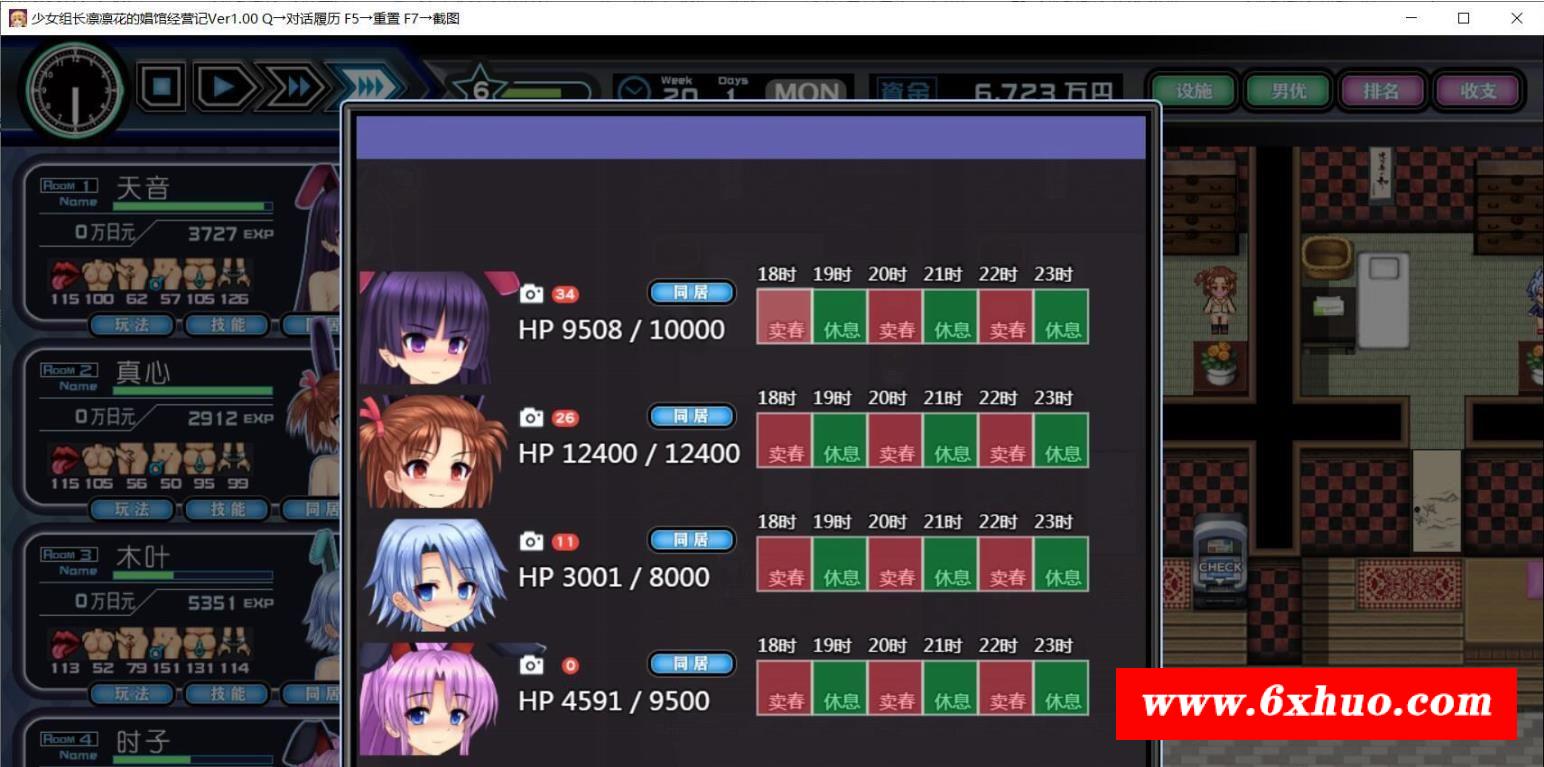 少女组长凛凛花的娼馆经营记Ver1.00 Q→对话履历 F5→重置 F7→截图
6 Week 20 Days 1 MON 資金 6,723 万円 设施 男优 排名 收支
Room 1 天音
Name
0 万日元 3727 EXP
115 100 62 57 105 126
玩法 技能 同居
Room 2 真心
Name
0 万日元 2912 EXP
115 105 56 50 95 99
玩法 技能 同居
Room 3 木叶
Name
0 万日元 5351 EXP
113 52 79 151 131 114
玩法 技能 同居
Room 4 时子
Name
18时 19时 20时 21时 22时 23时
34 同居
HP 9508 / 10000
卖春 休息 卖春 休息 卖春 休息
18时 19时 20时 21时 22时 23时
26 同居
HP 12400 / 12400
卖春 休息 卖春 休息 卖春 休息
18时 19时 20时 21时 22时 23时
11 同居
HP 3001 / 8000
卖春 休息 卖春 休息 卖春 休息
18时 19时 20时 21时 22时 23时
0 同居
HP 4591 / 9500
卖春 休息 卖春 休息 卖春 休息
CHECK
www.6xhuo.com